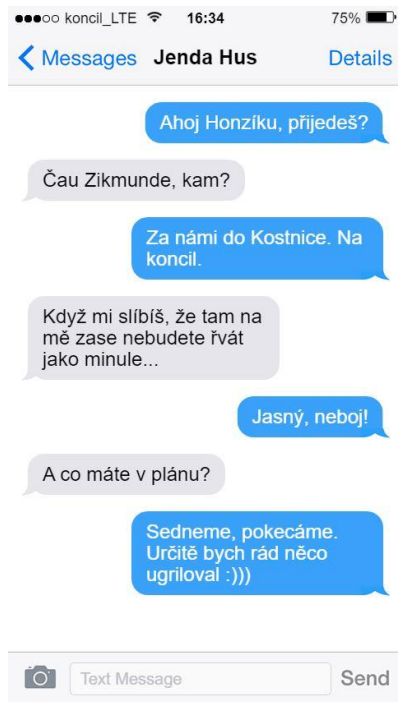 koncil_LTE 16:34 75%
Messages Jenda Hus Details
Ahoj Honzíku, přijedeš?
Čau Zikmunde, kam?
Za námi do Kostnice. Na
koncil.
Když mi slíbíš, že tam na
mě zase nebudete řvát
jako minule...
Jasný, neboj!
A co máte v plánu?
Sedneme, pokecáme.
Určitě bych rád něco
ugriloval :)))
Text Message Send